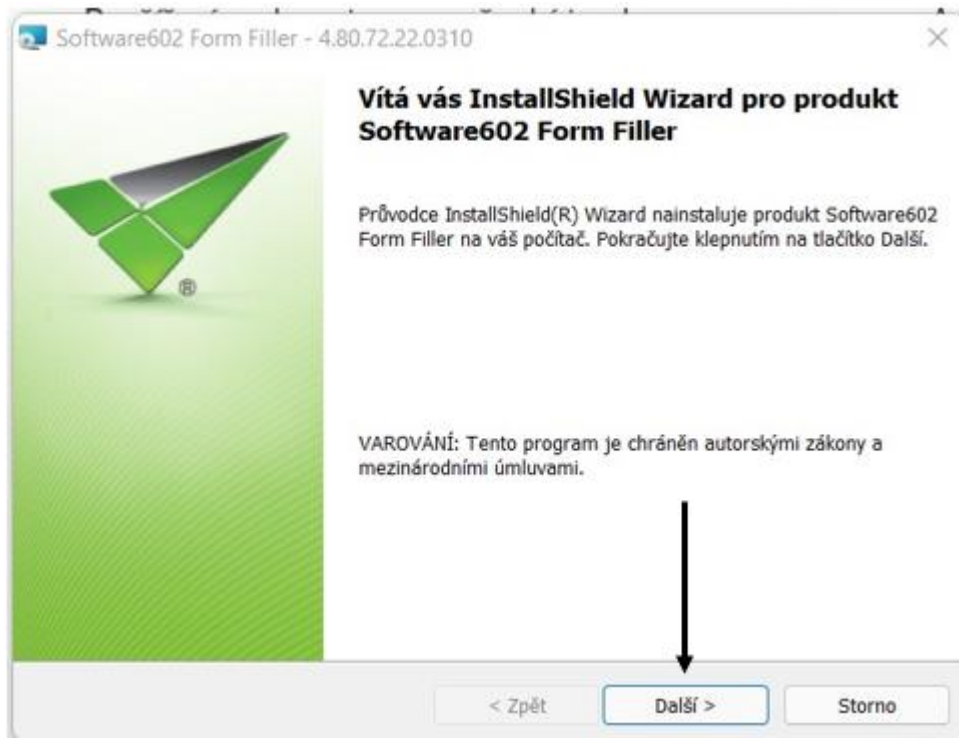 Software602 Form Filler - 4.80.72.22.0310
Vítá vás InstallShield Wizard pro produkt
Software602 Form Filler
Průvodce InstallShield(R) Wizard nainstaluje produkt Software602
Form Filler na váš počítač. Pokračujte klepnutím na tlačítko Další.
®
VAROVÁNÍ: Tento program je chráněn autorskými zákony a
mezinárodními úmluvami.
< Zpět
Další >
Storno